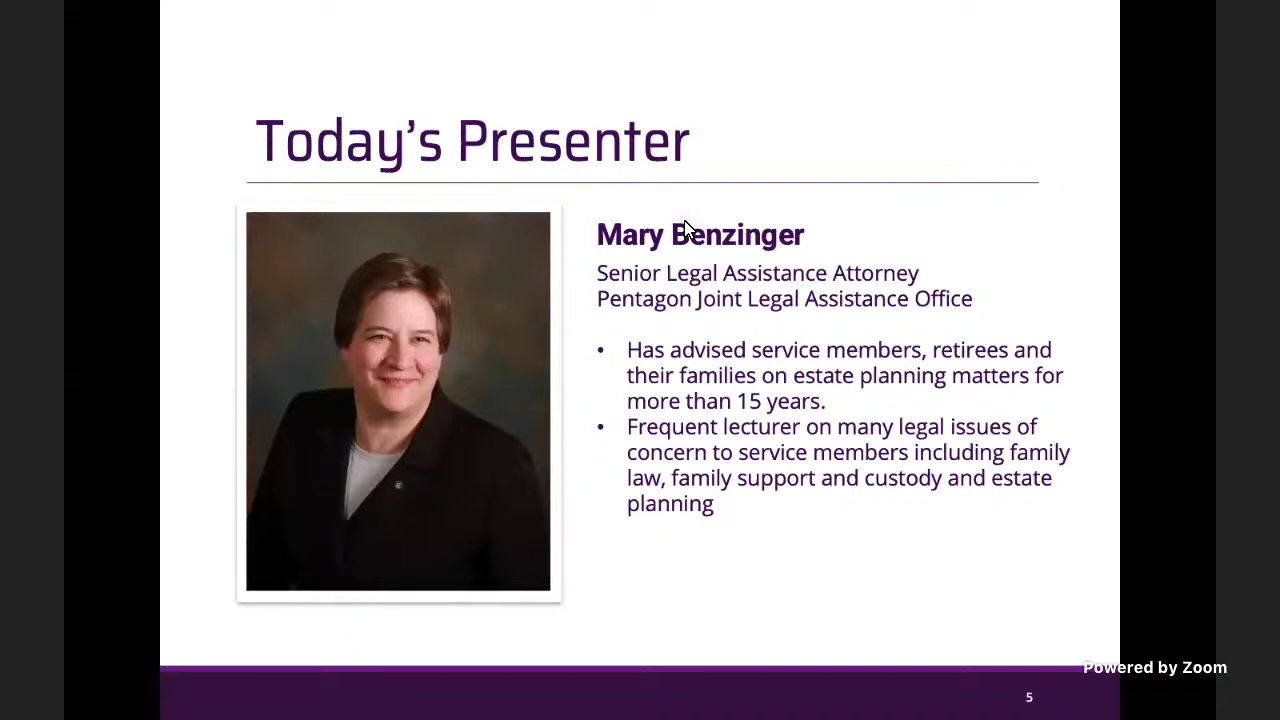 Today’s Presenter
Mary Benzinger
Senior Legal Assistance Attorney
Pentagon Joint Legal Assistance Office
• Has advised service members, retirees and
their families on estate planning matters for
more than 15 years.
• Frequent lecturer on many legal issues of
concern to service members including family
law, family support and custody and estate
planning
Powered by Zoom
5